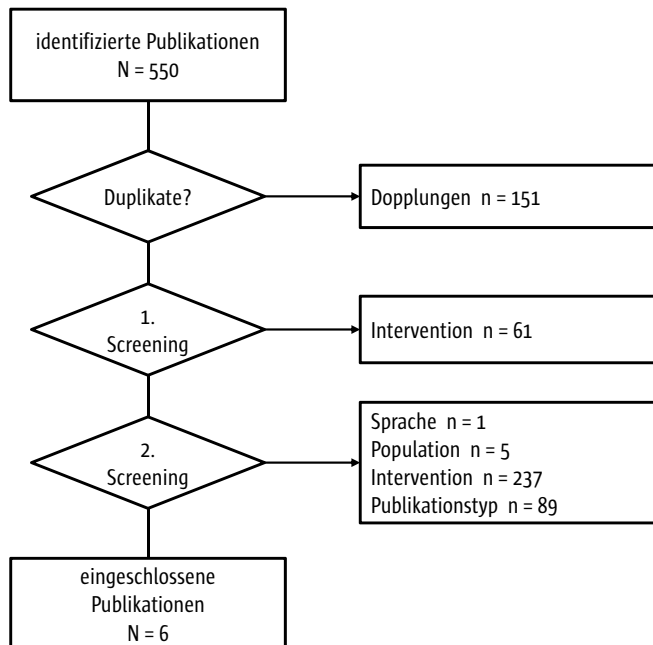 identifizierte Publikationen
N = 550
Duplikate?
Dopplungen n = 151
1.
Screening
Intervention n = 61
2.
Screening
Sprache n = 1
Population n = 5
Intervention n = 237
Publikationstyp n = 89
eingeschlossene
Publikationen
N = 6